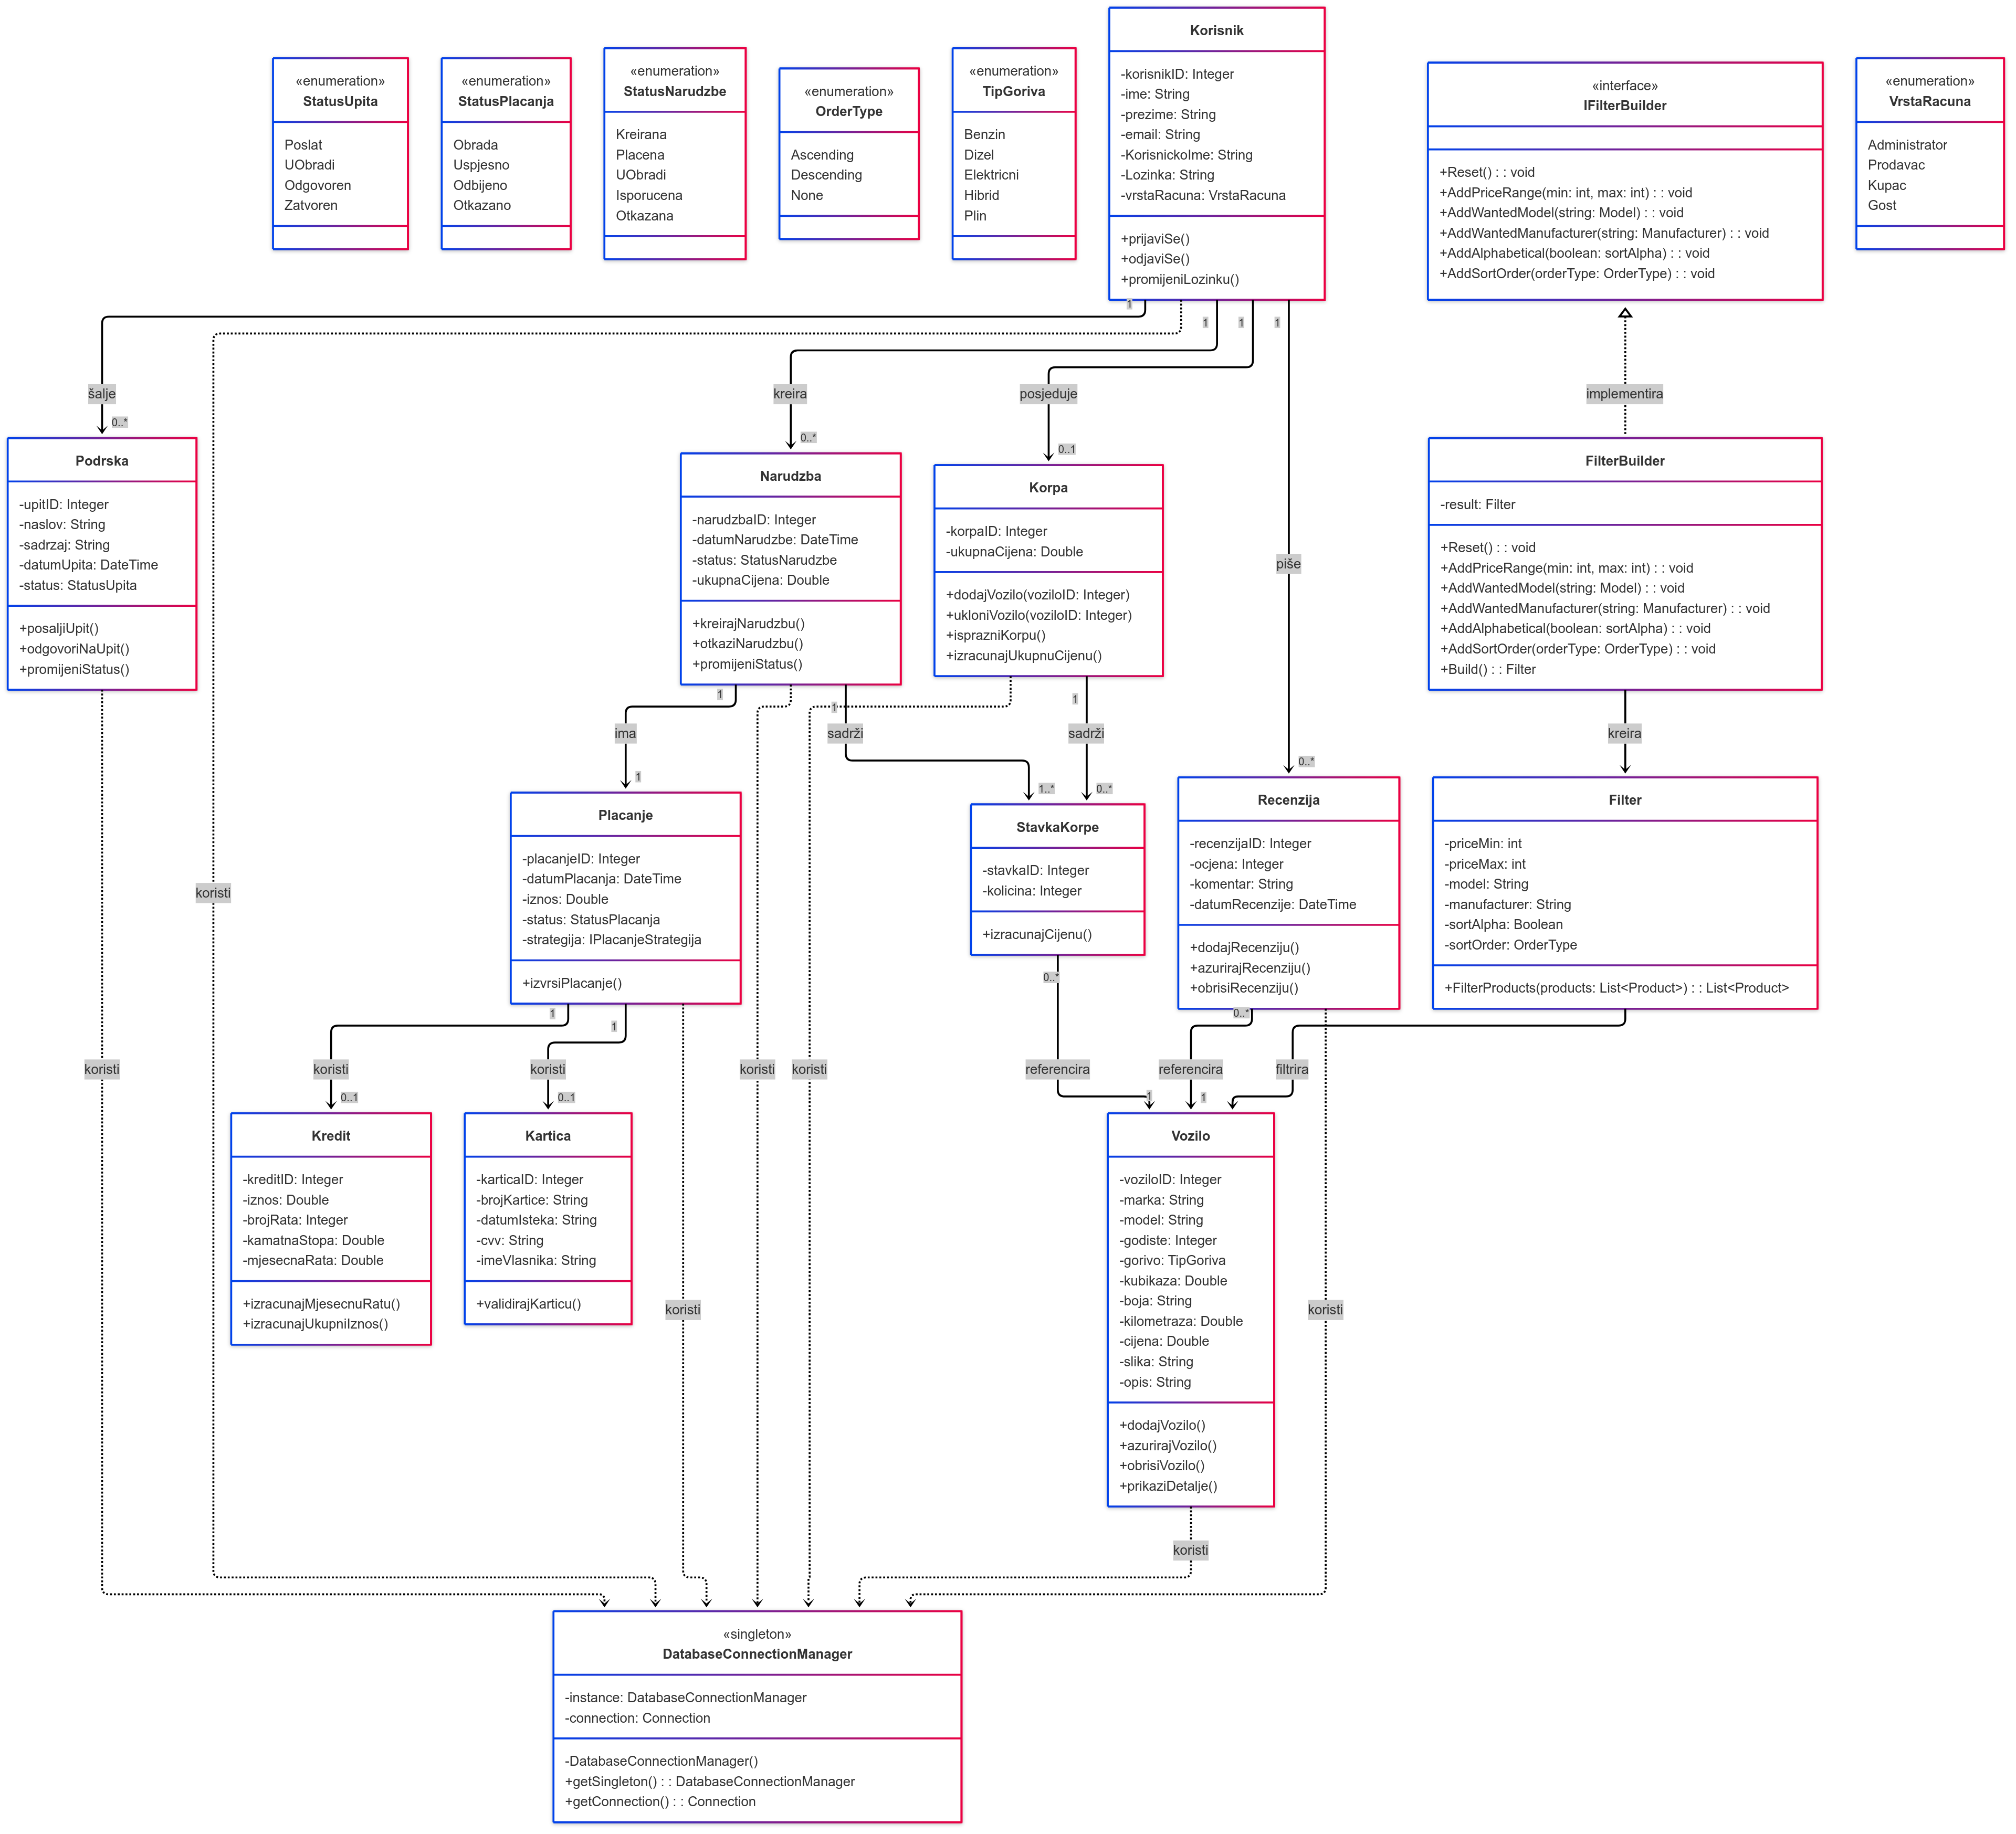 «enumeration»
StatusUpita
Poslat
UObradi
Odgovoren
Zatvoren
«enumeration»
StatusPlacanja
Obrada
Uspjesno
Odbijeno
Otkazano
«enumeration»
StatusNarudzbe
Kreirana
Placena
UObradi
Isporucena
Otkazana
«enumeration»
OrderType
Ascending
Descending
None
«enumeration»
TipGoriva
Benzin
Dizel
Elektricni
Hibrid
Plin
Korisnik
-korisnikID: Integer
-ime: String
-prezime: String
-email: String
-KorisnickoIme: String
-Lozinka: String
-vrstaRacuna: VrstaRacuna
+prijaviSe()
+odjaviSe()
+promijeniLozinku()
«interface»
IFilterBuilder
+Reset() : : void
+AddPriceRange(min: int, max: int) : : void
+AddWantedModel(string: Model) : : void
+AddWantedManufacturer(string: Manufacturer) : : void
+AddAlphabetical(boolean: sortAlpha) : : void
+AddSortOrder(orderType: OrderType) : : void
«enumeration»
VrstaRacuna
Administrator
Prodavac
Kupac
Gost
1
1
1
1
šalje
kreira
posjeduje
implementira
0..*
0..*
0..1
piše
Podrska
-upitID: Integer
-naslov: String
-sadrzaj: String
-datumUpita: DateTime
-status: StatusUpita
+posaljiUpit()
+odgovoriNaUpit()
+promijeniStatus()
Narudzba
-narudzbaID: Integer
-datumNarudzbe: DateTime
-status: StatusNarudzbe
-ukupnaCijena: Double
+kreirajNarudzbu()
+otkaziNarudzbu()
+promijeniStatus()
Korpa
-korpaID: Integer
-ukupnaCijena: Double
+dodajVozilo(voziloID: Integer)
+ukloniVozilo(voziloID: Integer)
+isprazniKorpu()
+izracunajUkupnuCijenu()
FilterBuilder
-result: Filter
+Reset() : : void
+AddPriceRange(min: int, max: int) : : void
+AddWantedModel(string: Model) : : void
+AddWantedManufacturer(string: Manufacturer) : : void
+AddAlphabetical(boolean: sortAlpha) : : void
+AddSortOrder(orderType: OrderType) : : void
+Build() : : Filter
1
1
1
ima
sadrži
sadrži
kreira
1
1..*
0..*
0..*
koristi
Placanje
-placanjeID: Integer
-datumPlacanja: DateTime
-iznos: Double
-status: StatusPlacanja
-strategija: IPlacanjeStrategija
+izvrsiPlacanje()
StavkaKorpe
-stavkaID: Integer
-kolicina: Integer
+izracunajCijenu()
Recenzija
-recenzijaID: Integer
-ocjena: Integer
-komentar: String
-datumRecenzije: DateTime
+dodajRecenziju()
+azurirajRecenziju()
+obrisiRecenziju()
Filter
-priceMin: int
-priceMax: int
-model: String
-manufacturer: String
-sortAlpha: Boolean
-sortOrder: OrderType
+FilterProducts(products: List<Product>) : : List<Product>
1
1
0..*
0..*
koristi
koristi
koristi
koristi
koristi
referencira
referencira
filtrira
0..1
0..1
1
1
Kredit
-kreditID: Integer
-iznos: Double
-brojRata: Integer
-kamatnaStopa: Double
-mjesecnaRata: Double
+izracunajMjesecnuRatu()
+izracunajUkupniIznos()
Kartica
-karticaID: Integer
-brojKartice: String
-datumIsteka: String
-cvv: String
-imeVlasnika: String
+validirajKarticu()
koristi
Vozilo
-voziloID: Integer
-marka: String
-model: String
-godiste: Integer
-gorivo: TipGoriva
-kubikaza: Double
-boja: String
-kilometraza: Double
-cijena: Double
-slika: String
-opis: String
+dodajVozilo()
+azurirajVozilo()
+obrisiVozilo()
+prikaziDetalje()
koristi
koristi
«singleton»
DatabaseConnectionManager
-instance: DatabaseConnectionManager
-connection: Connection
-DatabaseConnectionManager()
+getSingleton() : : DatabaseConnectionManager
+getConnection() : : Connection